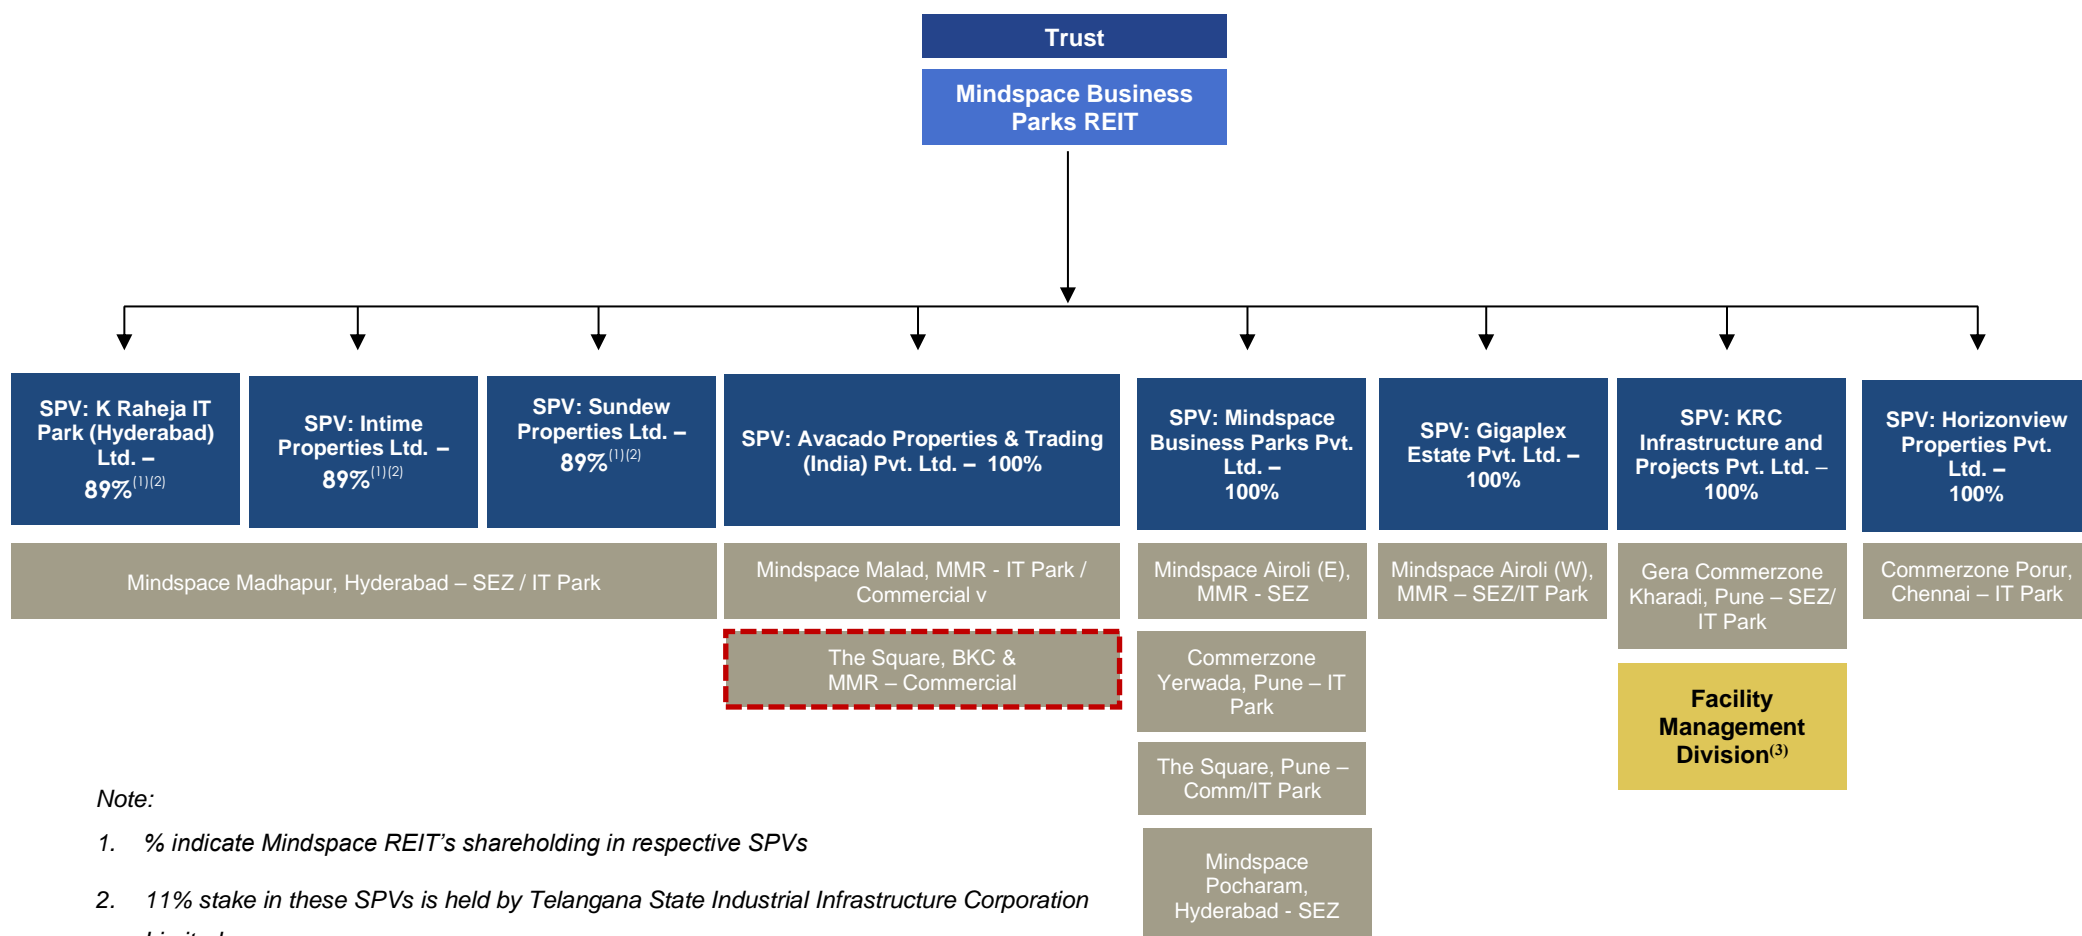 Trust
Mindspace Business
Parks REIT
SPV: K Raheja IT
Park (Hyderabad)
Ltd. –
89%(1)(2)
SPV: Intime
Properties Ltd. –
89%(1)(2)
SPV: Sundew
Properties Ltd. –
89%(1)(2)
SPV: Avacado Properties & Trading
(India) Pvt. Ltd. – 100%
SPV: Mindspace
Business Parks Pvt.
Ltd. –
100%
SPV: Gigaplex
Estate Pvt. Ltd. –
100%
SPV: KRC
Infrastructure and
Projects Pvt. Ltd. –
100%
SPV: Horizonview
Properties Pvt.
Ltd. –
100%
Mindspace Madhapur, Hyderabad – SEZ / IT Park
Mindspace Malad, MMR - IT Park /
Commercial v
Mindspace Airoli (E),
MMR - SEZ
Mindspace Airoli (W),
MMR – SEZ/IT Park
Gera Commerzone
Kharadi, Pune – SEZ/
IT Park
Commerzone Porur,
Chennai – IT Park
The Square, BKC &
MMR – Commercial
Commerzone
Yerwada, Pune – IT
Park
Facility
Management
Division(3)
The Square, Pune –
Comm/IT Park
Mindspace
Pocharam,
Hyderabad - SEZ
Note:
1. % indicate Mindspace REIT’s shareholding in respective SPVs
2. 11% stake in these SPVs is held by Telangana State Industrial Infrastructure Corporation